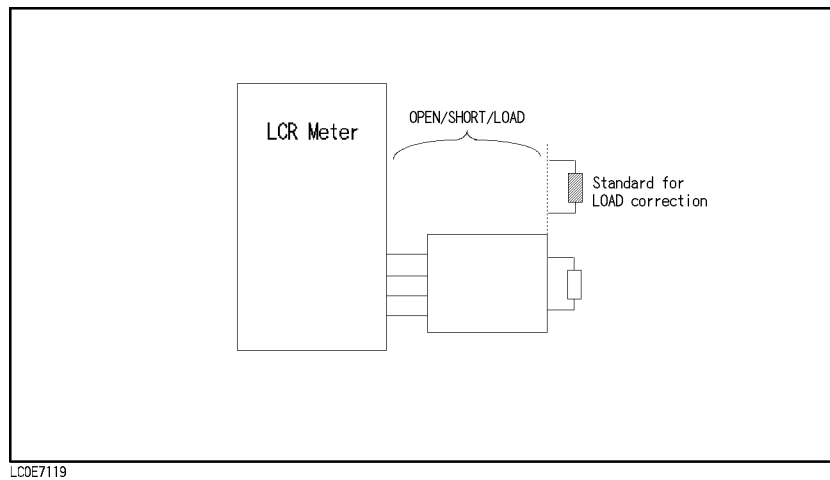 OPEN/SHORT/LOAD
LCR Meter
Standard for
LOAD correction
LCOE7119